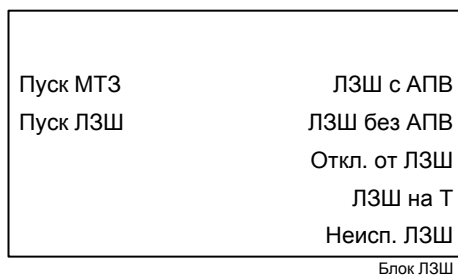 Пуск МТЗ ЛЗШ с АПВ
Пуск ЛЗШ ЛЗШ без АПВ
Откл. от ЛЗШ
ЛЗШ на Т
Неисп. ЛЗШ
Блок ЛЗШ